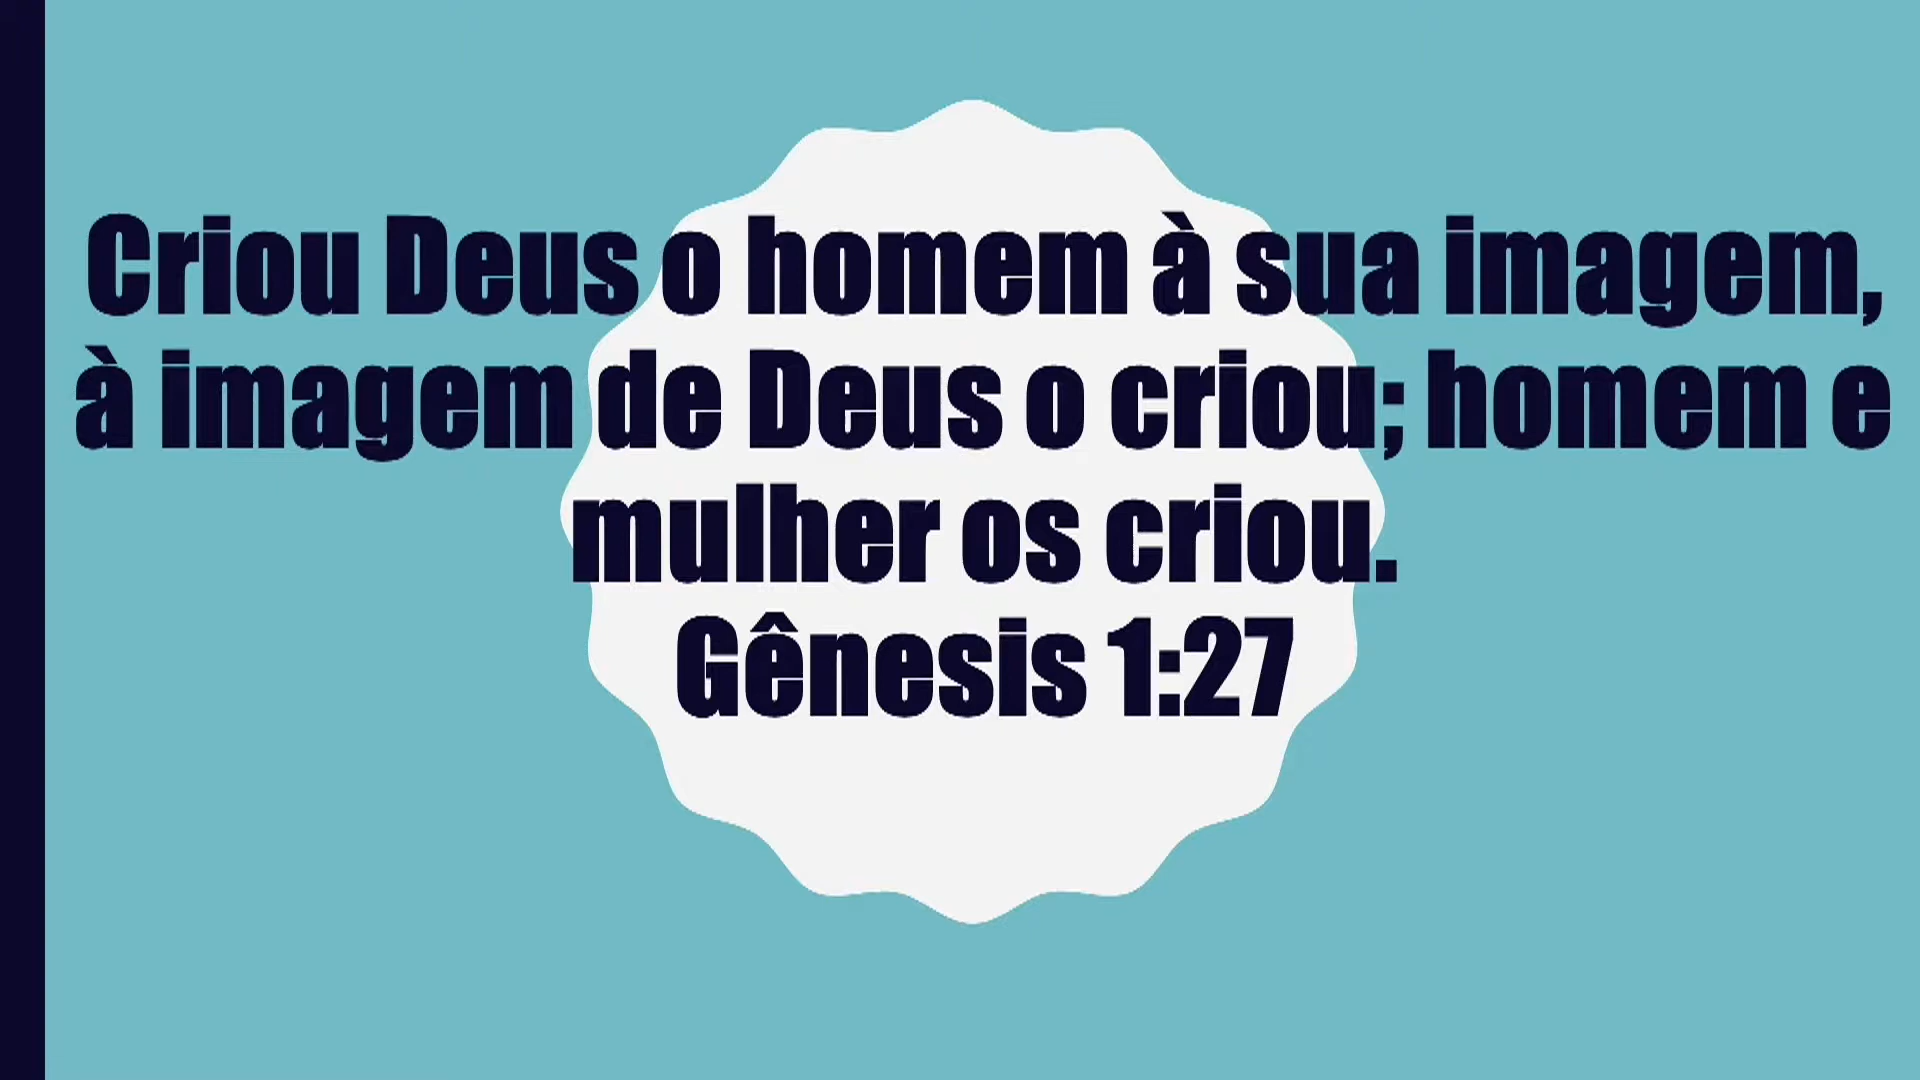 Criou Deus o homem à sua imagem,
à imagem de Deus o criou; homem e
mulher os criou.
Gênesis 1:27